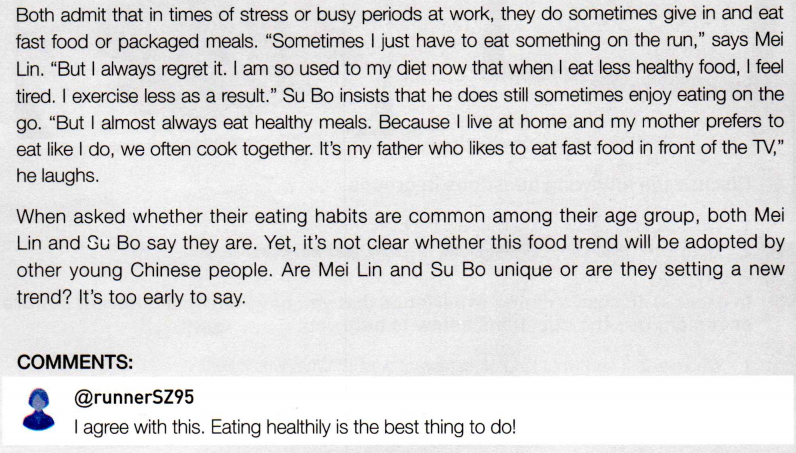 Both admit that in times of stress or busy periods at work, they do sometimes give in and eat
fast food or packaged meals. “Sometimes I just have to eat something on the run,” says Mei
Lin. “But I always regret it. I am so used to my diet now that when I eat less healthy food, I feel
tired. I exercise less as a result.” Su Bo insists that he does still sometimes enjoy eating on the
go. “But I almost always eat healthy meals. Because I live at home and my mother prefers to
eat like I do, we often cook together. It’s my father who likes to eat fast food in front of the TV,”
he laughs.
When asked whether their eating habits are common among their age group, both Mei
Lin and Su Bo say they are. Yet, it’s not clear whether this food trend will be adopted by
other young Chinese people. Are Mei Lin and Su Bo unique or are they setting a new
trend? It’s too early to say.
COMMENTS:
@runnerSZ95
I agree with this. Eating healthily is the best thing to do!